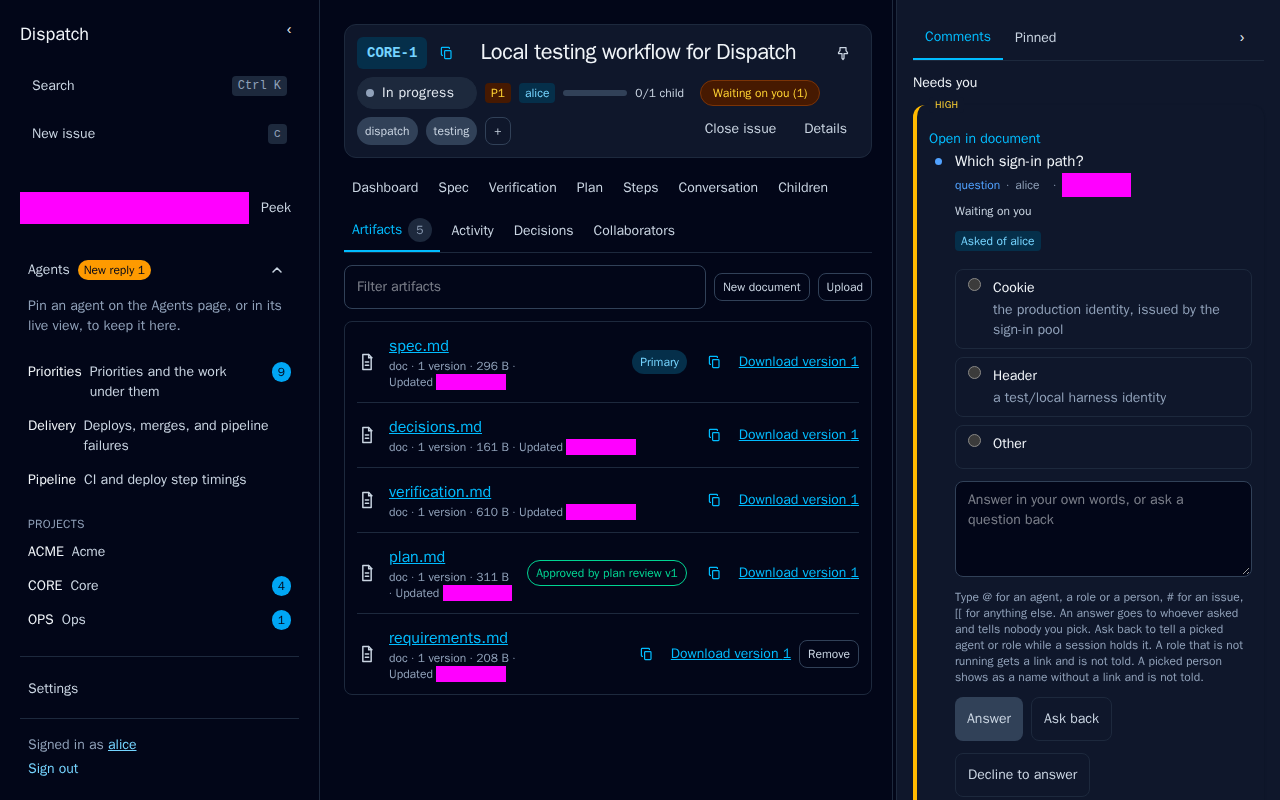 Dispatch
‹
Search
Ctrl K
New issue
C
Peek
Agents
New reply 1
Pin an agent on the Agents page, or in its
live view, to keep it here.
Priorities Priorities and the work
under them
9
Delivery Deploys, merges, and pipeline
failures
Pipeline CI and deploy step timings
PROJECTS
ACME Acme
CORE Core
4
OPS Ops
1
Settings
Signed in as alice
Sign out
CORE-1
Local testing workflow for Dispatch
In progress
P1
alice
0/1 child
Waiting on you (1)
dispatch
testing
+
Close issue
Details
Dashboard
Spec
Verification
Plan
Steps
Conversation
Children
Artifacts 5
Activity
Decisions
Collaborators
Filter artifacts
New document
Upload
spec.md
doc · 1 version · 296 B ·
Updated
Primary
Download version 1
decisions.md
doc · 1 version · 161 B · Updated
Download version 1
verification.md
doc · 1 version · 610 B · Updated
Download version 1
plan.md
doc · 1 version · 311 B
· Updated
Approved by plan review v1
Download version 1
requirements.md
doc · 1 version · 208 B ·
Updated
Download version 1
Remove
Comments
Pinned
›
Needs you
HIGH
Open in document
Which sign-in path?
question · alice ·
Waiting on you
Asked of alice
Cookie
the production identity, issued by the
sign-in pool
Header
a test/local harness identity
Other
Answer in your own words, or ask a
question back
Type @ for an agent, a role or a person, # for an issue,
[[ for anything else. An answer goes to whoever asked
and tells nobody you pick. Ask back to tell a picked
agent or role while a session holds it. A role that is not
running gets a link and is not told. A picked person
shows as a name without a link and is not told.
Answer
Ask back
Decline to answer